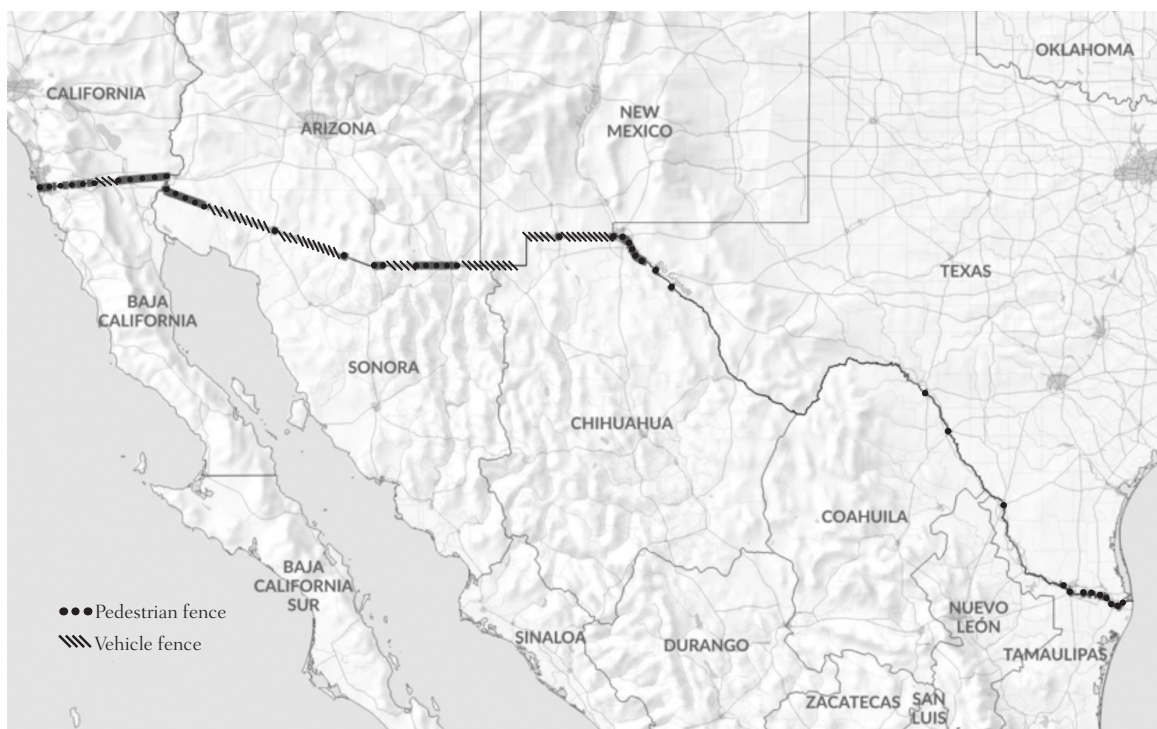 OKLAHOMA
CALIFORNIA
NEW
MEXICO
ARIZONA
TEXAS
BAJA
CALIFORNIA
SONORA
CHIHUAHUA
COAHUILA
BAJA
CALIFORNIA
SUR
Pedestrian fence
Vehicle fence
NUEVO
LEÓN
SINALOA
DURANGO
TAMAULIPAS
ZACATECAS
SAN
LUIS